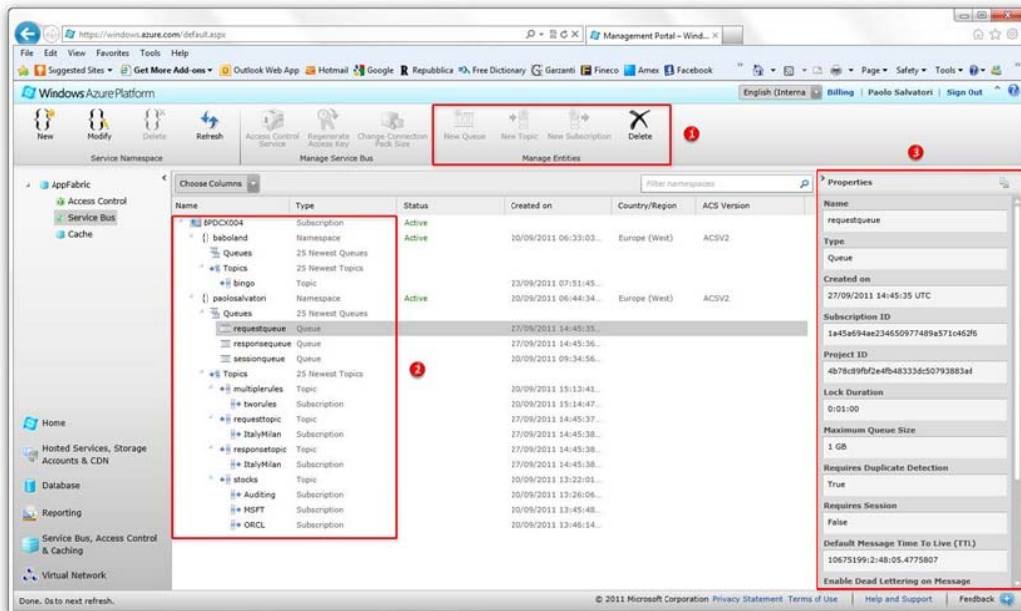 https://windows.azure.com/default.aspx
Management Portal - Wind...
File Edit View Favorites Tools Help
Suggested Sites Get More Add-ons Outlook Web App Hotmail Google Repubblica Free Dictionary Garzanti Fineco Amex Facebook Page Safety Tools
Windows Azure Platform
English (Interna Billing Paolo Salvatori Sign Out
New Modify Delete Refresh Access Control Service Regenerate Access Key Change Connection Pack Size New Queue New Topic New Subscription Delete
Service Namespace Manage Service Bus Manage Entities
1
3
AppFabric
Access Control
Service Bus
Cache
Choose Columns Filter namespaces
Name Type Status Created on Country/Region ACS Version
BPDCX004 Subscription Active
baboland Namespace Active 20/09/2011 06:33:03... Europe (West) ACSV2
Queues 25 Newest Queues
Topics 25 Newest Topics
bingo Topic 23/09/2011 07:51:45...
paolosalvatori Namespace Active 20/09/2011 06:44:34... Europe (West) ACSV2
Queues 25 Newest Queues
requestqueue Queue 27/09/2011 14:45:35...
responsequeue Queue 27/09/2011 14:45:36...
sessionqueue Queue 20/09/2011 09:34:56...
2
Topics 25 Newest Topics
multiplerules Topic 20/09/2011 15:13:41...
tworules Subscription 20/09/2011 15:14:47...
requesttopic Topic 27/09/2011 14:45:37...
ItalyMilan Subscription 27/09/2011 14:45:38...
responsetopic Topic 27/09/2011 14:45:38...
ItalyMilan Subscription 27/09/2011 14:45:38...
stocks Topic 20/09/2011 13:22:01...
Auditing Subscription 20/09/2011 13:26:06...
MSFT Subscription 20/09/2011 13:45:48...
ORCL Subscription 20/09/2011 13:46:14...
Home
Hosted Services, Storage
Accounts & CDN
Database
Reporting
Service Bus, Access Control
& Caching
Virtual Network
Properties
Name
requestqueue
Type
Queue
Created on
27/09/2011 14:45:35 UTC
Subscription ID
1a45a694ae234650977489a571c462f6
Project ID
4b78c89fbf2e4fb48333dc50793883ad
Lock Duration
0:01:00
Maximum Queue Size
1 GB
Requires Duplicate Detection
True
Requires Session
False
Default Message Time To Live (TTL)
10675199:2:48:05.4775807
Enable Dead Lettering on Message
Done. 0s to next refresh.
© 2011 Microsoft Corporation Privacy Statement Terms of Use Help and Support Feedback